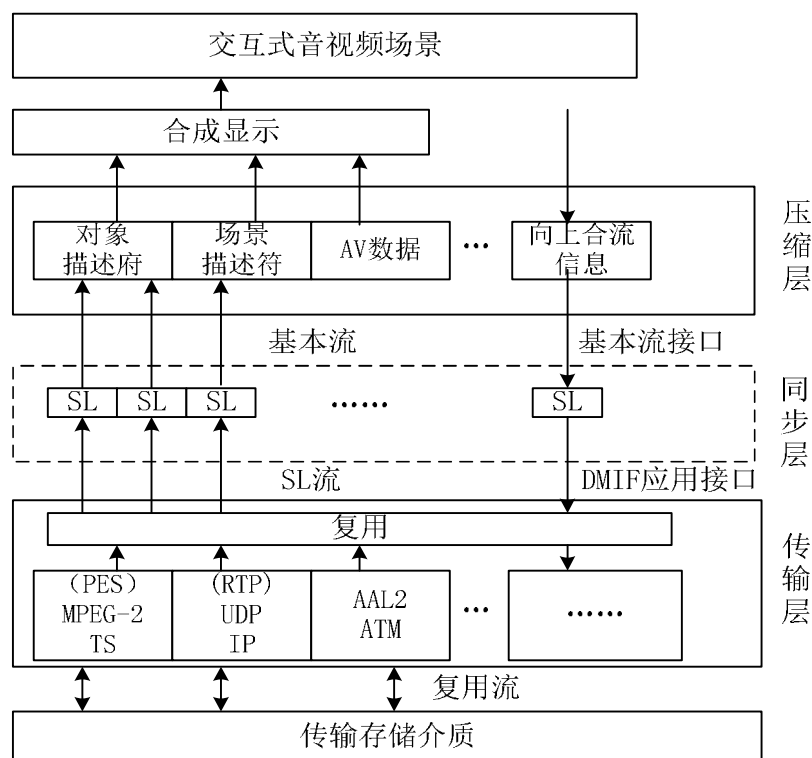 交互式音视频场景
合成显示
对象
描述府
场景
描述符
AV数据
…
向上合流
信息
压缩层
基本流
基本流接口
SL
SL
SL
……
SL
同步层
SL流
DMIF应用接口
复用
(PES)
MPEG-2
TS
(RTP)
UDP
IP
AAL2
ATM
…
……
传输层
复用流
传输存储介质